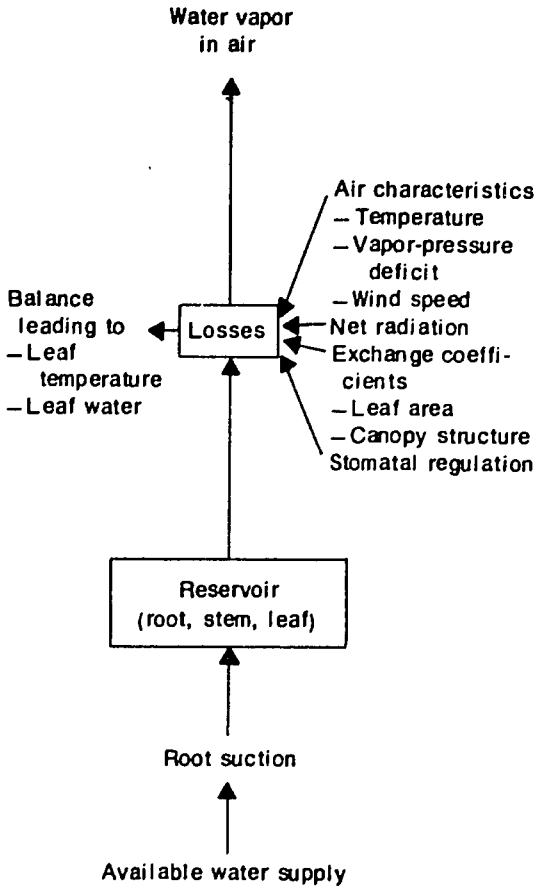 Water vapor
in air
Air characteristics
– Temperature
– Vapor-pressure
deficit
– Wind speed
Net radiation
Exchange coeffi-
cients
– Leaf area
– Canopy structure
Stomatal regulation
Balance
leading to
– Leaf
temperature
– Leaf water
Losses
Reservoir
(root, stem, leaf)
Root suction
Available water supply